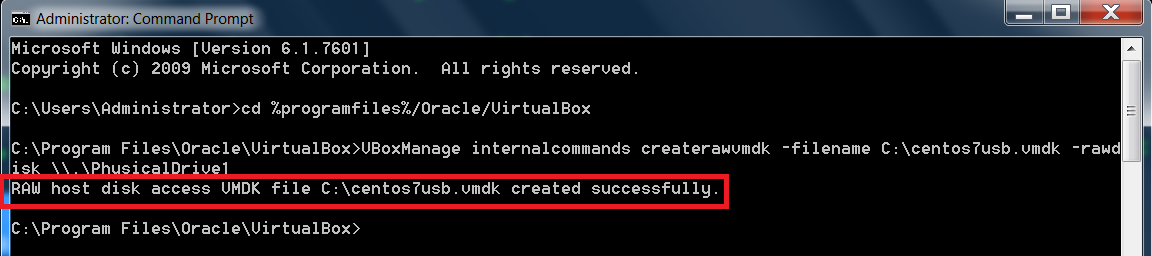 Administrator: Command Prompt
Microsoft Windows [Version 6.1.7601]
Copyright (c) 2009 Microsoft Corporation.  All rights reserved.
C:\Users\Administrator>cd %programfiles%/Oracle/VirtualBox
C:\Program Files\Oracle\VirtualBox>VBoxManage internalcommands createrawvmdk -filename C:\centos7usb.vmdk -rawd
isk \\.\PhysicalDrive1
RAW host disk access VMDK file C:\centos7usb.vmdk created successfully.
C:\Program Files\Oracle\VirtualBox>